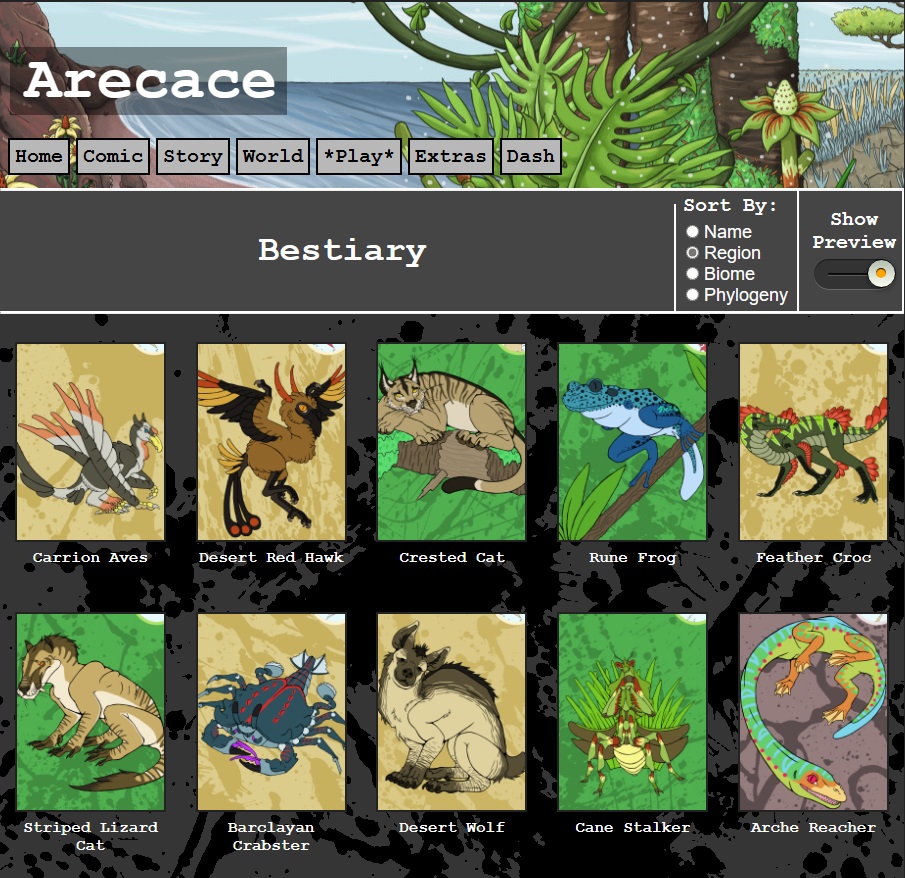 Arecace
Home Comic Story World *Play* Extras Dash
Bestiary
Sort By:
Name
Region
Biome
Phylogeny
Show
Preview
Carrion Aves
Desert Red Hawk
Crested Cat
Rune Frog
Feather Croc
Striped Lizard
Cat
Barclayan
Crabster
Desert Wolf
Cane Stalker
Arche Reacher